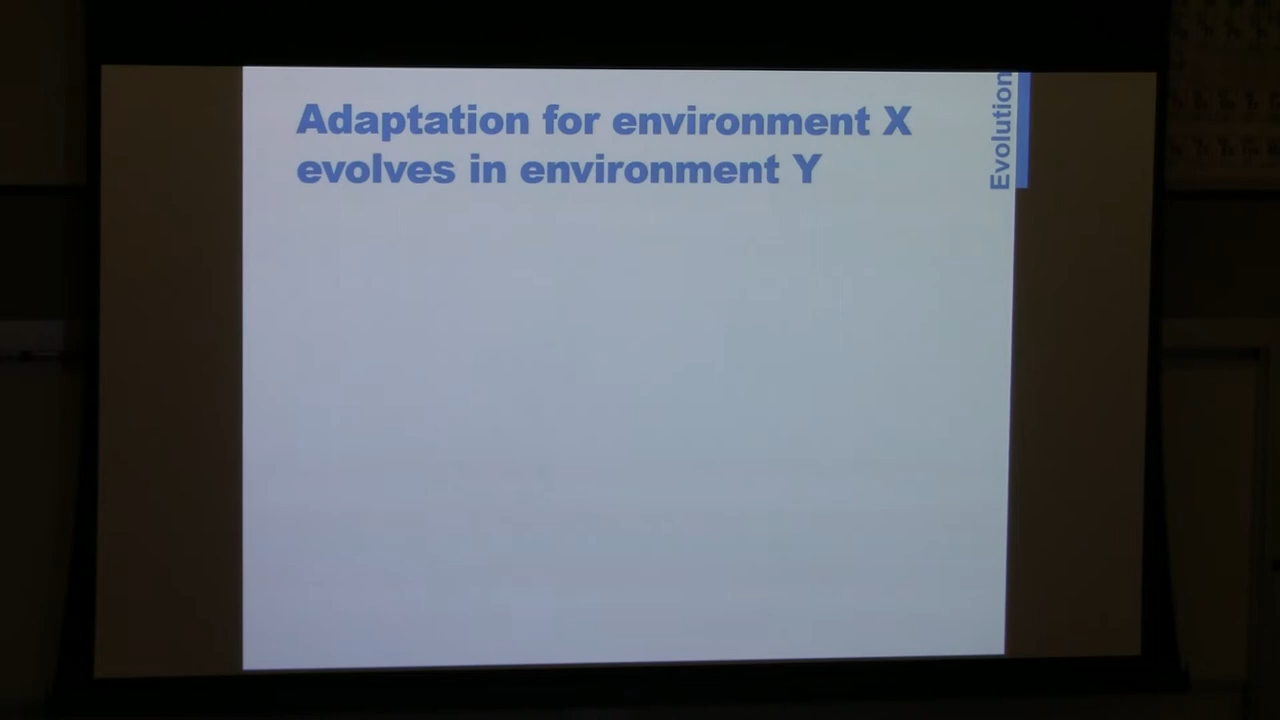 Adaptation for environment X
evolves in environment Y
Evolution